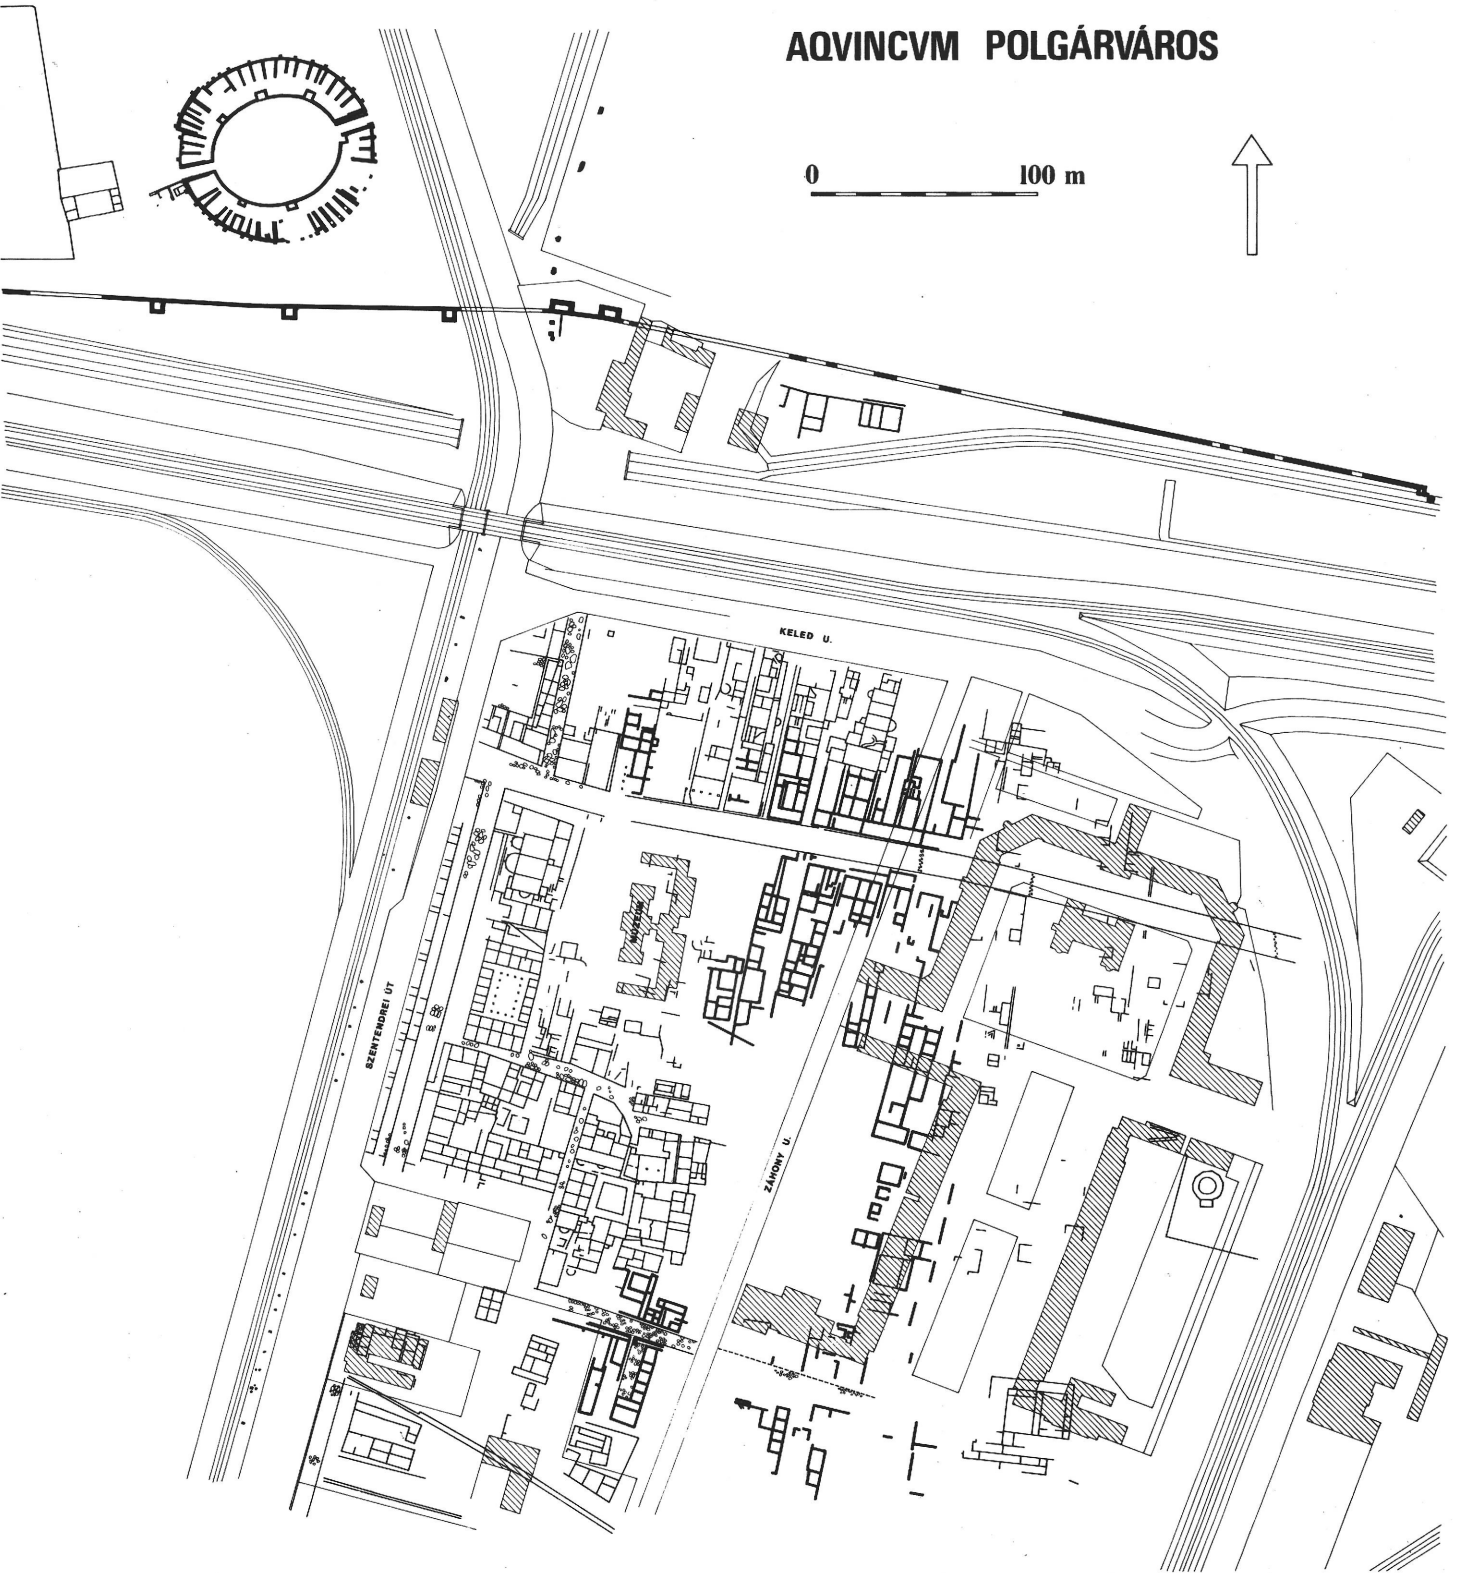 AQVINCVM POLGÁRVÁROS
0 100 m
KELED U.
MÚZEUM
SZENTENDREI ÚT
ZÁHONY U.